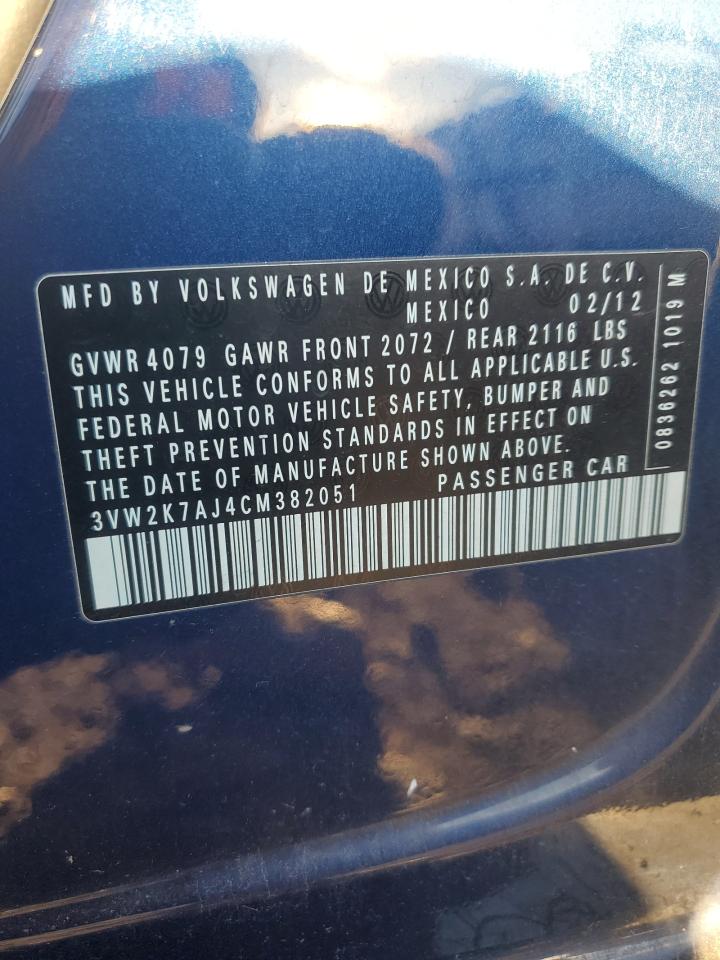 MFD BY VOLKSWAGEN DE MEXICO S.A. DE C.V.
MEXICO 02/12
GVWR 4079 GAWR FRONT 2072 / REAR 2116 LBS
THIS VEHICLE CONFORMS TO ALL APPLICABLE U.S.
FEDERAL MOTOR VEHICLE SAFETY, BUMPER AND
THEFT PREVENTION STANDARDS IN EFFECT ON
THE DATE OF MANUFACTURE SHOWN ABOVE.
3VW2K7AJ4CM382051 PASSENGER CAR
0836262 1019 M